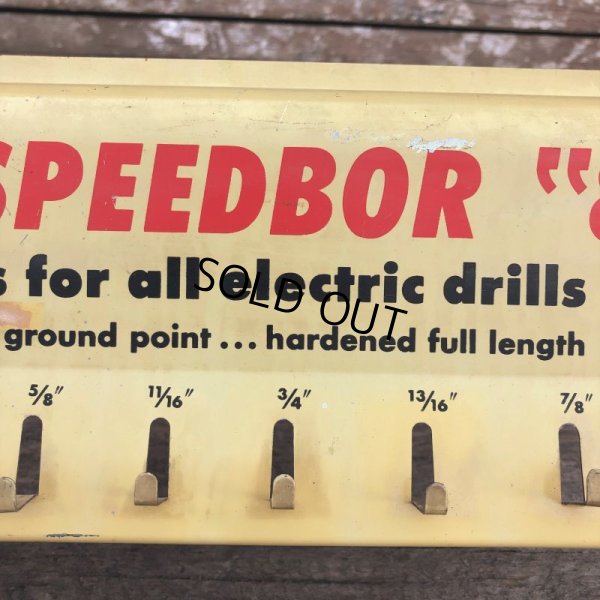 SPEEDBOR "8
s for all electric drills
ground point... hardened full length
5/8" 11/16" 3/4" 13/16" 7/8"
SOLD OUT